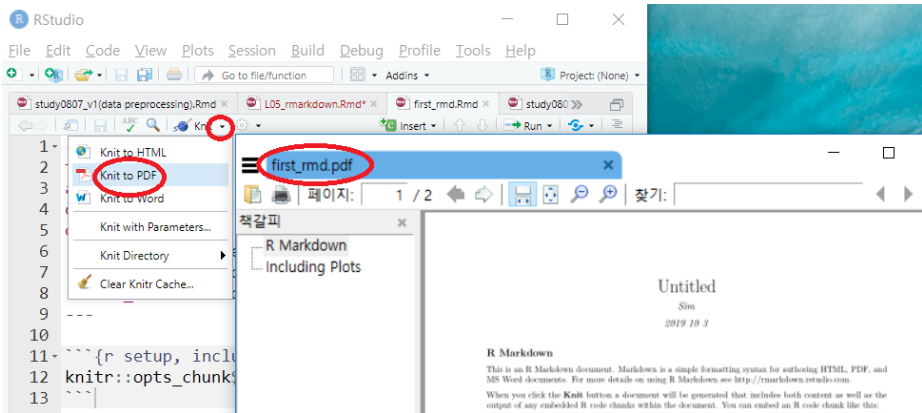 RStudio
File Edit Code View Plots Session Build Debug Profile Tools Help
Go to file/function Addins Project: (None)
study0807_v1(data preprocessing).Rmd L05_rmarkdown.Rmd* first_rmd.Rmd study080
ABC Knit Insert Run
Knit to HTML
Knit to PDF
Knit to Word
Knit with Parameters...
Knit Directory
Clear Knitr Cache...
1
2
3
4
5
6
7
8
9 ---
10
11 ```{r setup, inclu
12 knitr::opts_chunk$
13 ```
first_rmd.pdf
페이지: 1 / 2 찾기:
책갈피
R Markdown
Including Plots
Untitled
Sim
2019 10 3
R Markdown
This is an R Markdown document. Markdown is a simple formatting syntax for authoring HTML, PDF, and
MS Word documents. For more details on using R Markdown see http://rmarkdown.rstudio.com.
When you click the Knit button a document will be generated that includes both content as well as the
output of any embedded R code chunks within the document. You can embed an R code chunk like this: